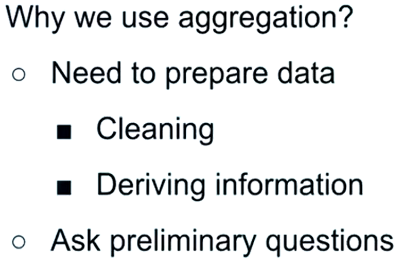 Why we use aggregation?
○ Need to prepare data
■ Cleaning
■ Deriving information
○ Ask preliminary questions